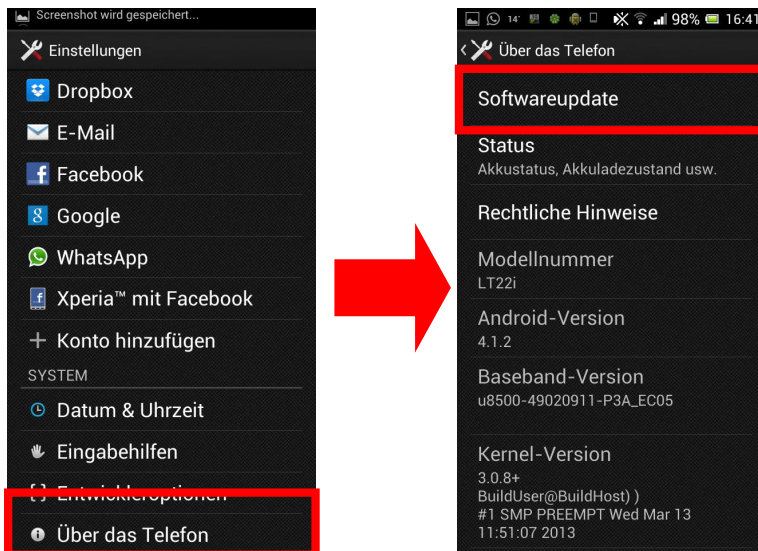 Screenshot wird gespeichert...
Einstellungen
Dropbox
E-Mail
Facebook
Google
WhatsApp
Xperia™ mit Facebook
Konto hinzufügen
SYSTEM
Datum & Uhrzeit
Eingabehilfen
Entwickleroptionen
Über das Telefon
14° 98% 16:41
Über das Telefon
Softwareupdate
Status
Akkustatus, Akkuladezustand usw.
Rechtliche Hinweise
Modellnummer
LT22i
Android-Version
4.1.2
Baseband-Version
u8500-49020911-P3A_EC05
Kernel-Version
3.0.8+
BuildUser@BuildHost) )
#1 SMP PREEMPT Wed Mar 13
11:51:07 2013